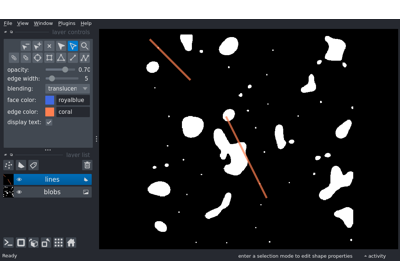 File View Window Plugins Help
layer controls
opacity: 0.70
edge width: 5
blending: translucen
face color: royalblue
edge color: coral
display text:
layer list
lines
blobs
Ready enter a selection mode to edit shape properties activity